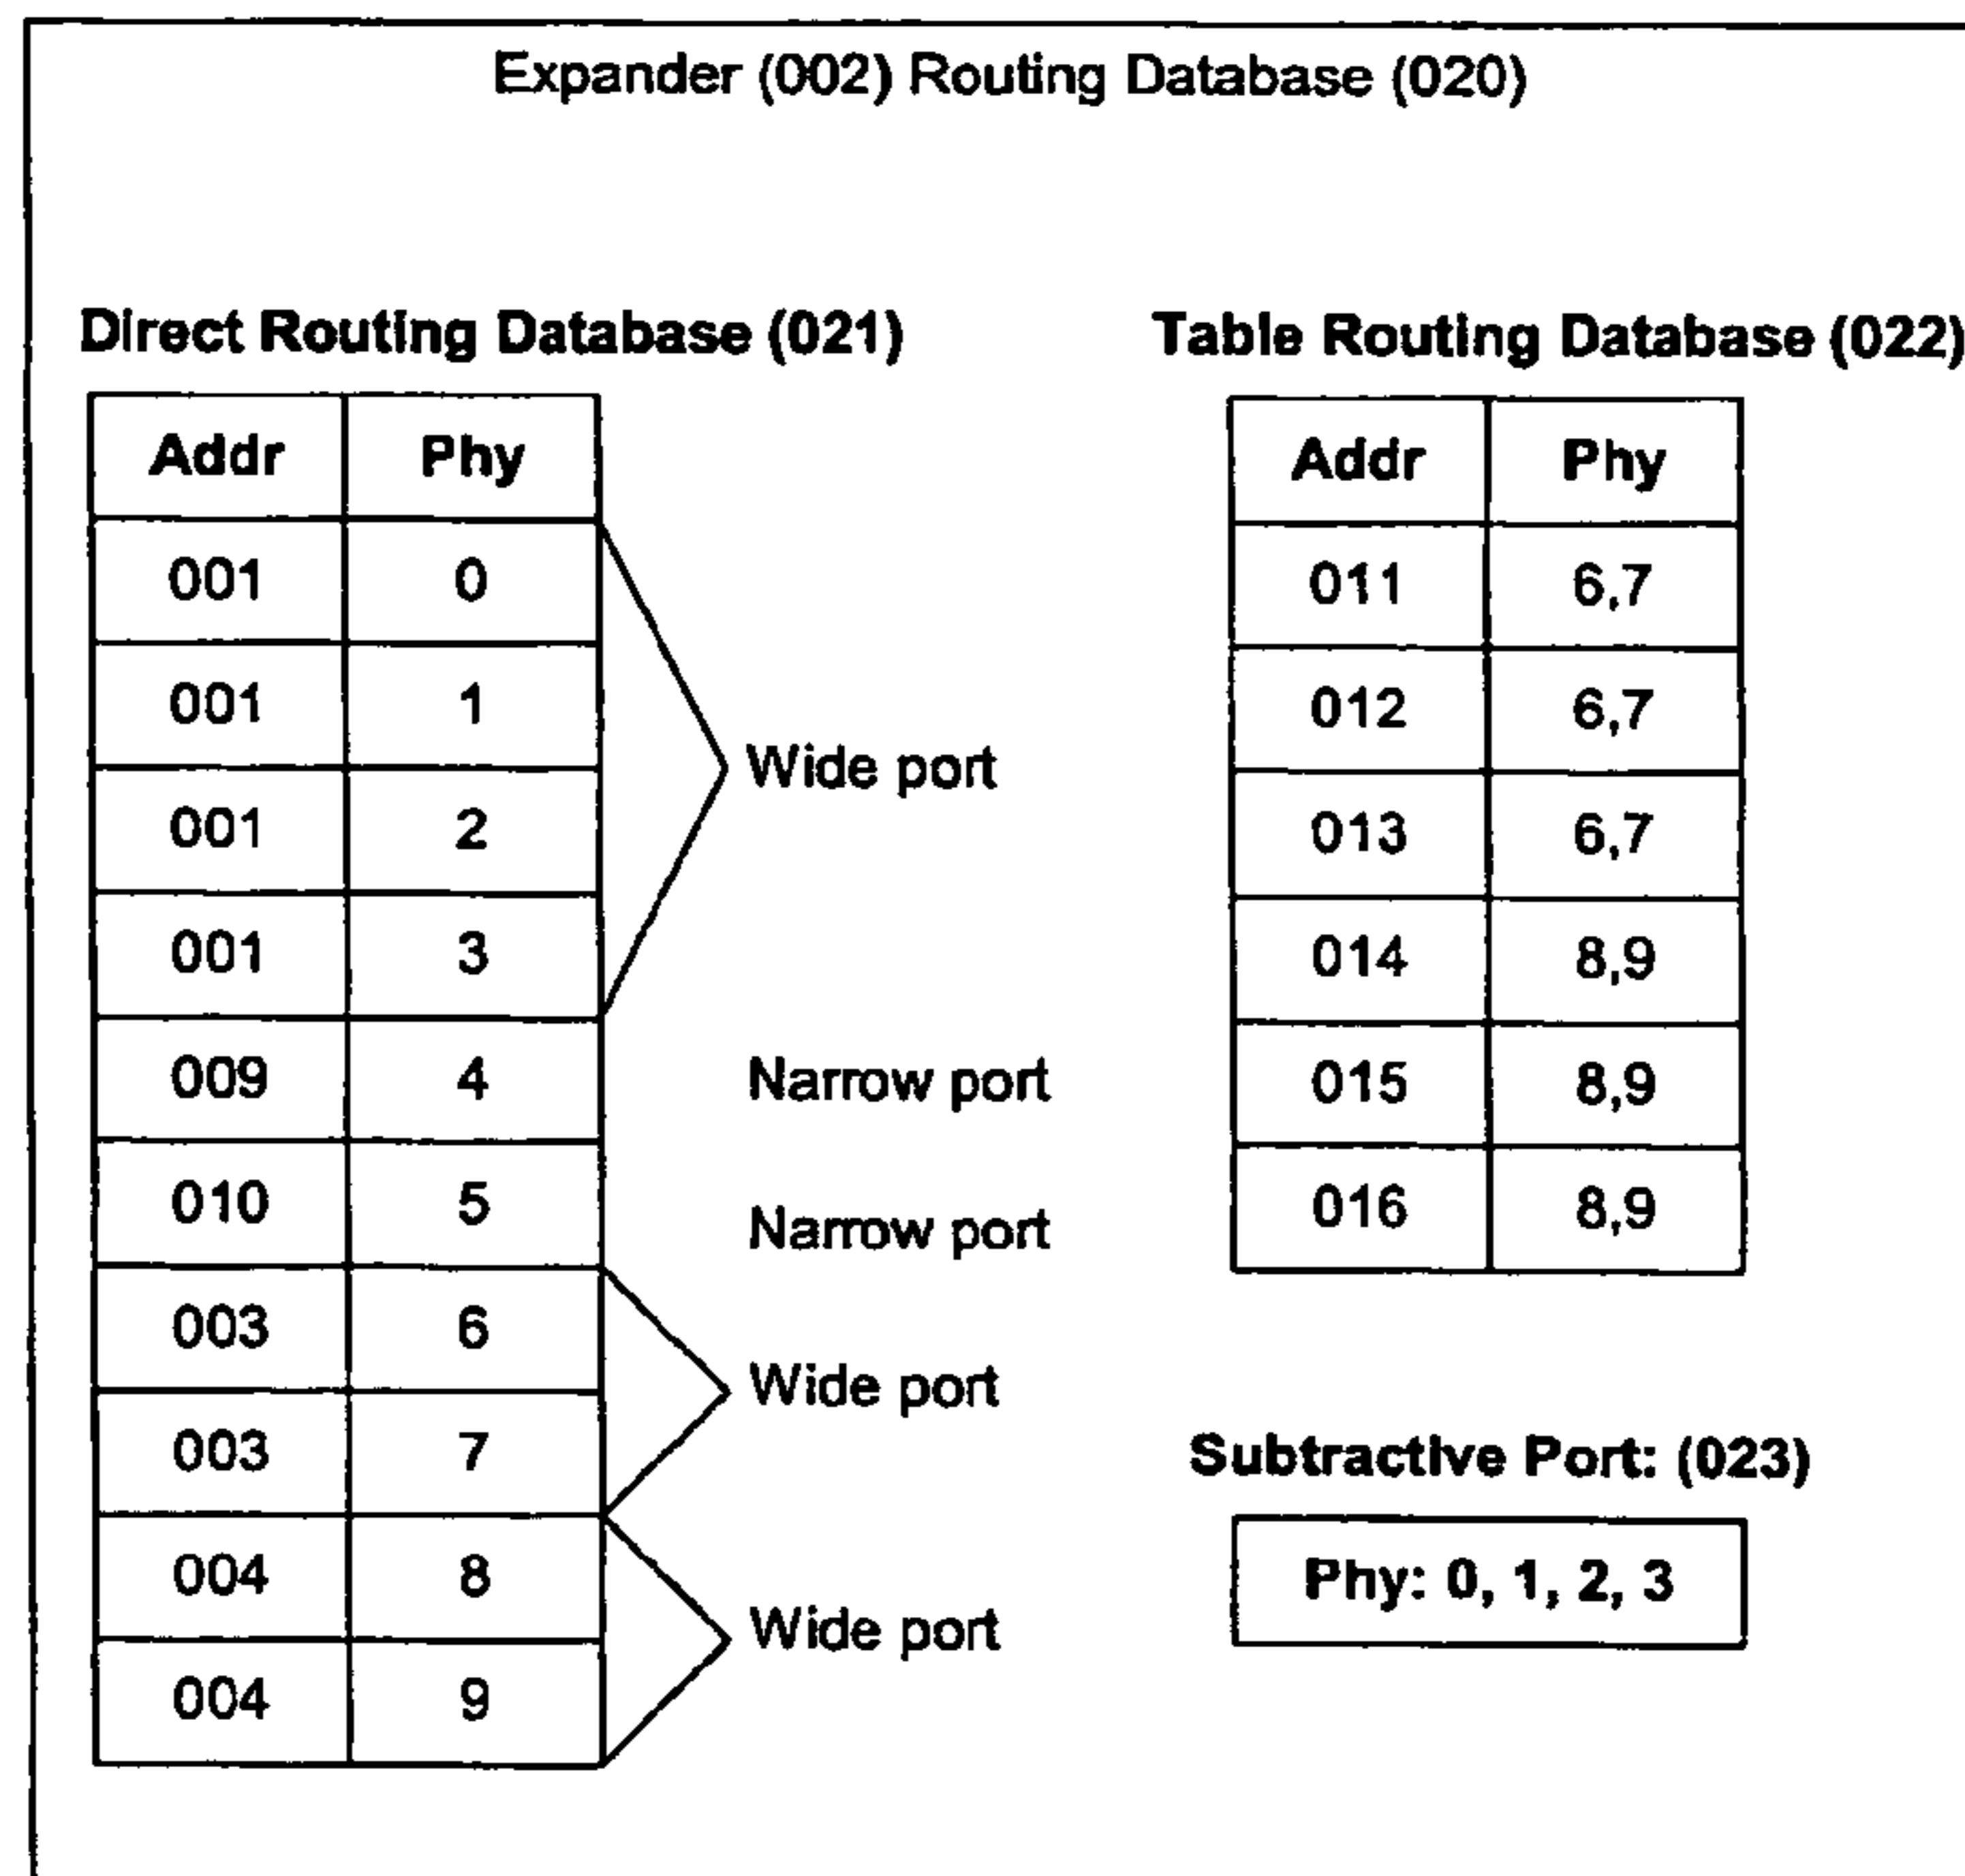 Expander (002) Routing Database (020)
Direct Routing Database (021)
Addr Phy
001 0
001 1
001 2
001 3
009 4
010 5
003 6
003 7
004 8
004 9
Wide port
Narrow port
Narrow port
Wide port
Wide port
Table Routing Database (022)
Addr Phy
011 6,7
012 6,7
013 6,7
014 8,9
015 8,9
016 8,9
Subtractive Port: (023)
Phy: 0, 1, 2, 3